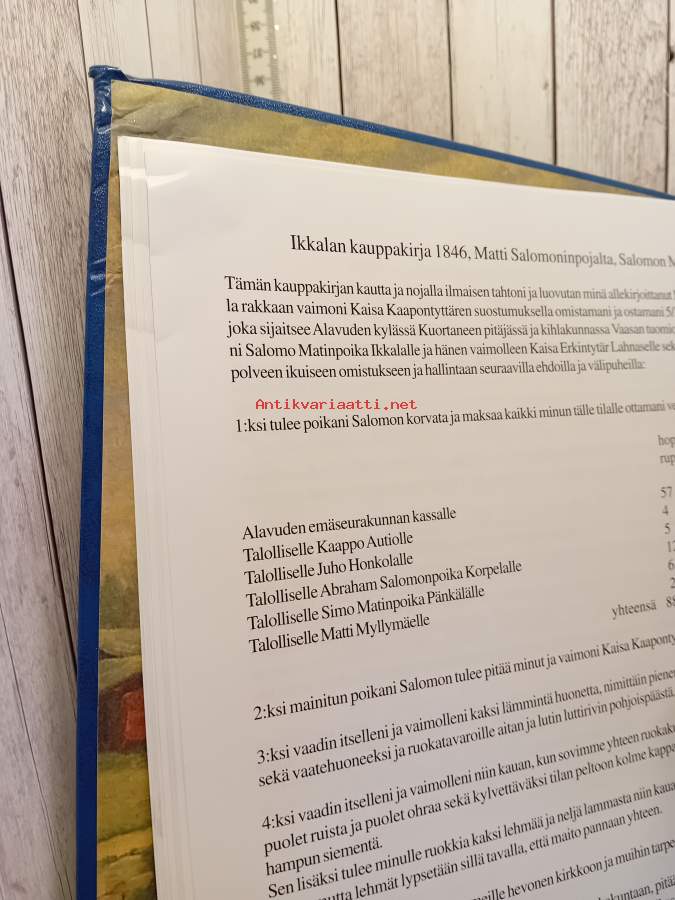 Ikkalan kauppakirja 1846, Matti Salomoninpojalta, Salomon
Tämän kauppakirjan kautta ja nojalla ilmaisen tahtoni ja luovutan minä allekirjoittanut
la rakkaan vaimoni Kaisa Kaapontyttären suostumuksella omistamani ja ostamani
joka sijaitsee Alavuden kylässä Kuortaneen pitäjässä ja kihlakunnassa Vaasan
ni Salomo Matinpoika Ikkalalle ja hänen vaimolleen Kaisa Erkintytär Lahnaselle
polveen ikuiseen omistukseen ja hallintaan seuraavilla ehdoilla ja välipuheilla:
Antikvariaatti.net
1:ksi tulee poikani Salomon korvata ja maksaa kaikki minun tälle tilalle ottamani
hop
rup
57
Alavuden emäseurakunnan kassalle 4
Talolliselle Kaappo Autiolle 5
Talolliselle Juho Honkolalle
Talolliselle Abraham Salomonpoika Korpelalle 6
Talolliselle Simo Matinpoika Pänkälälle
Talolliselle Matti Myllymäelle yhteensä
2:ksi mainitun poikani Salomon tulee pitää minut ja vaimoni Kaisa
3:ksi vaadin itselleni ja vaimolleni kaksi lämmintä huonetta, nimittäin
sekä vaatehuoneeksi ja ruokatavaroille aitan ja lutin luttirivin pohjoispäästä
4:ksi vaadin itselleni ja vaimolleni niin kauan, kun sovimme yhteen
puolet ruista ja puolet ohraa sekä kylvettäväksi tilan peltoon kolme
hampun siementä.
Sen lisäksi tulee minulle ruokkia kaksi lehmää ja neljä lammasta niin
lehmät lypsetään sillä tavalla, että maito pannaan yhteen.
hevonen kirkkoon ja muihin